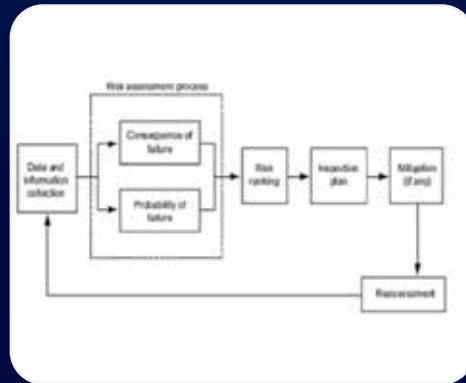 Risk assessment process
Consequence of
failure
Data and
information
collection
Probability of
failure
Risk
ranking
Inspection
plan
Mitigation
(if any)
Reassessment